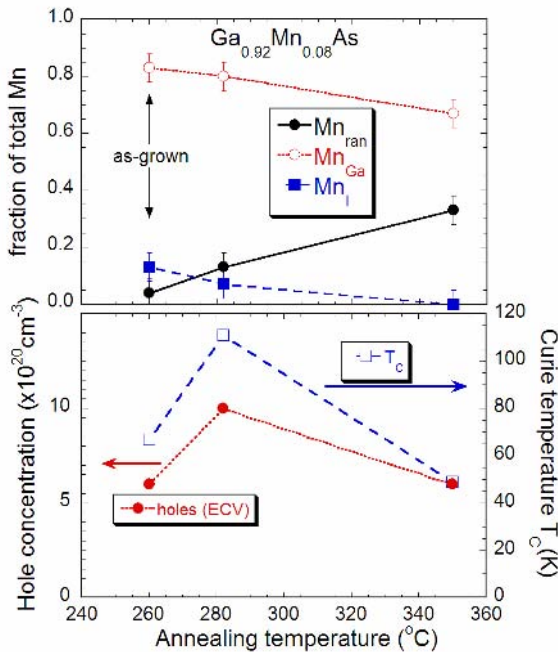 Ga0.92Mn0.08As
1.0
0.8
0.6
0.4
0.2
0.0
fraction of total Mn
as-grown
Mnran
MnGa
MnI
Hole concentration (x10^20cm^-3)
10
5
0
TC
holes (ECV)
120
100
80
60
40
20
0
Curie temperature TC(K)
240 260 280 300 320 340 360
Annealing temperature (°C)